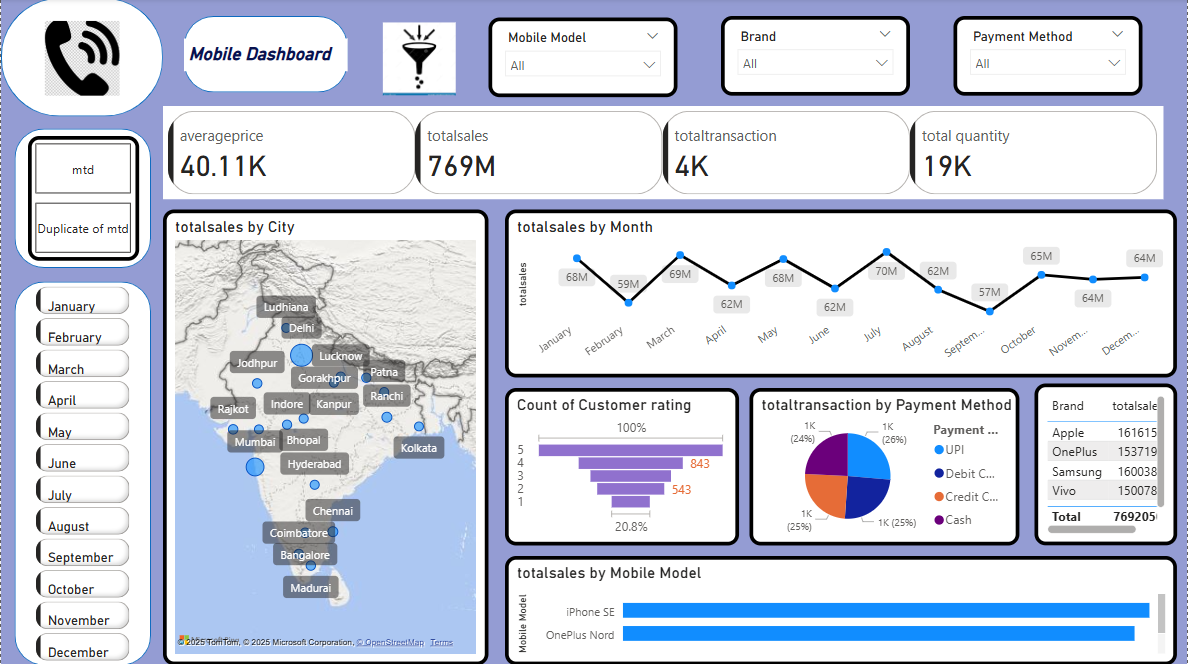 Mobile Dashboard
Mobile Model
All
Brand
All
Payment Method
All
averageprice
40.11K
totalsales
769M
totaltransaction
4K
total quantity
19K
mtd
Duplicate of mtd
January
February
March
April
May
June
July
August
September
October
November
December
totalsales by City
Ludhiana
Delhi
Lucknow
Jodhpur
Gorakhpur
Patna
Ranchi
Rajkot
Indore
Kanpur
Mumbai
Bhopal
Kolkata
Hyderabad
Chennai
Coimbatore
Bangalore
Madurai
© 2025 TomTom, © 2025 Microsoft Corporation, © OpenStreetMap Terms
totalsales by Month
totalsales
68M
59M
69M
62M
68M
62M
70M
62M
57M
65M
64M
64M
January
February
March
April
May
June
July
August
Septem...
October
Novem...
Decem...
Count of Customer rating
100%
5
4
843
3
2
543
1
20.8%
totaltransaction by Payment Method
1K
(24%)
1K
(26%)
1K
(25%)
1K (25%)
Payment ...
UPI
Debit C...
Credit C...
Cash
Brand totalsale
Apple 161615
OnePlus 153719
Samsung 160038
Vivo 150078
Total 769205
totalsales by Mobile Model
Mobile Model
iPhone SE
OnePlus Nord